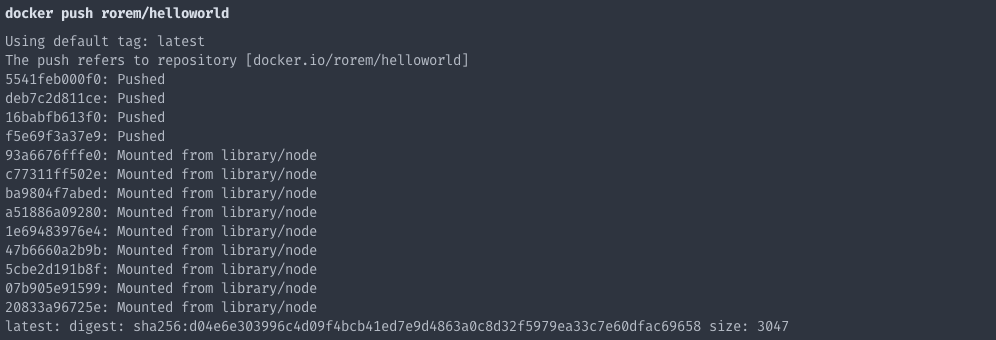 docker push rorem/helloworld
Using default tag: latest
The push refers to repository [docker.io/rorem/helloworld]
5541feb000f0: Pushed
deb7c2d811ce: Pushed
16babfb613f0: Pushed
f5e69f3a37e9: Pushed
93a6676fffe0: Mounted from library/node
c77311ff502e: Mounted from library/node
ba9804f7abed: Mounted from library/node
a51886a09280: Mounted from library/node
1e69483976e4: Mounted from library/node
47b6660a2b9b: Mounted from library/node
5cbe2d191b8f: Mounted from library/node
07b905e91599: Mounted from library/node
20833a96725e: Mounted from library/node
latest: digest: sha256:d04e6e303996c4d09f4bcb41ed7e9d4863a0c8d32f5979ea33c7e60dfac69658 size: 3047